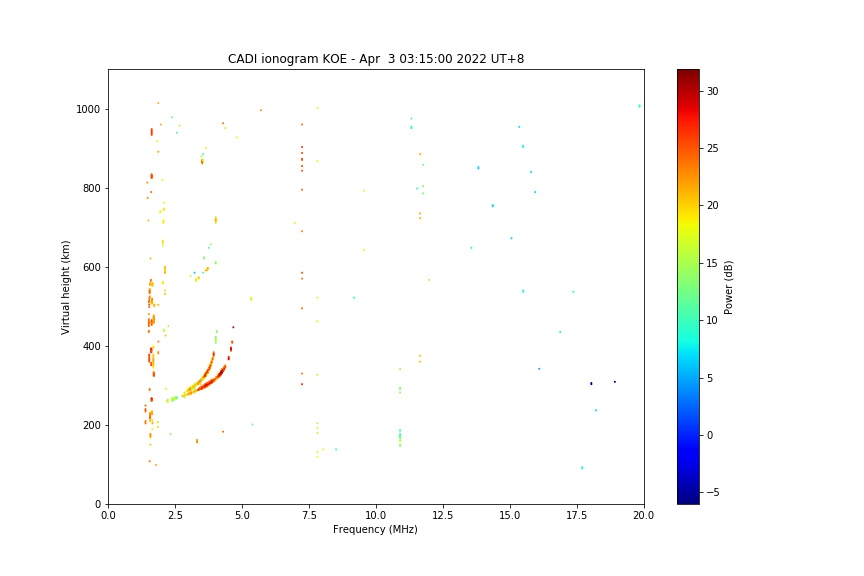 CADI ionogram KOE - Apr  3 03:15:00 2022 UT+8
Virtual height (km)
1000
800
600
400
200
0
0.0 2.5 5.0 7.5 10.0 12.5 15.0 17.5 20.0
Frequency (MHz)
30
25
20
15
10
5
0
−5
Power (dB)